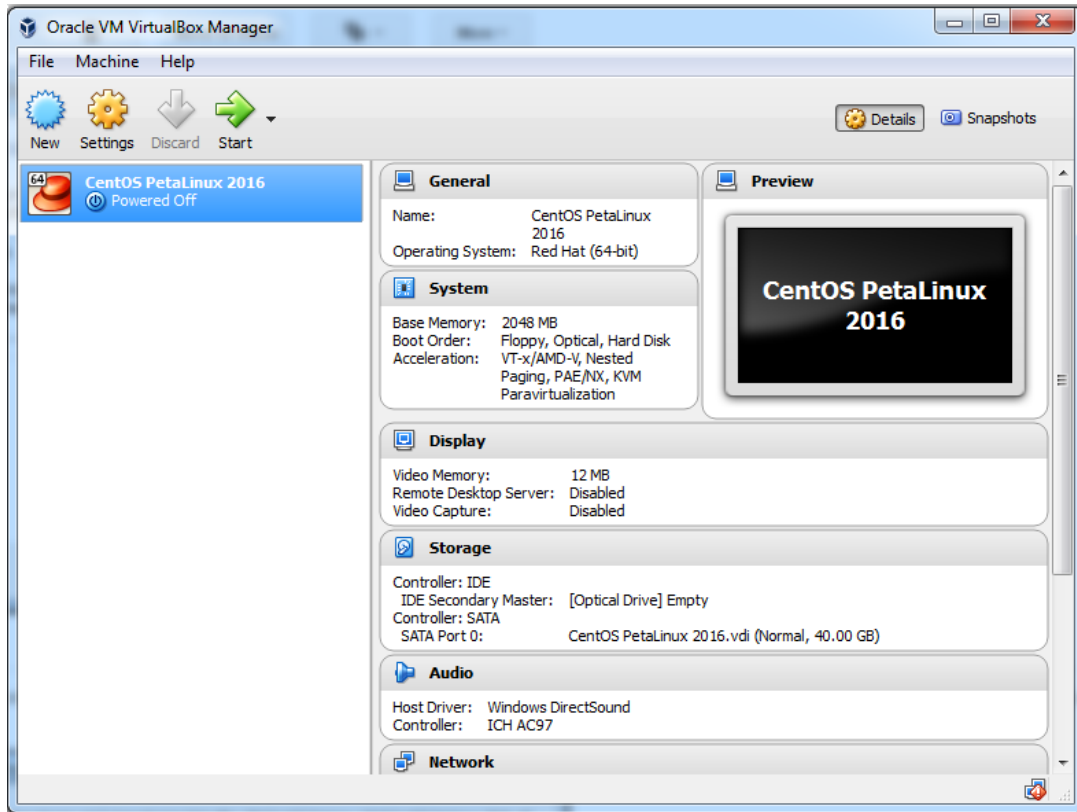 Oracle VM VirtualBox Manager
File Machine Help
New Settings Discard Start
Details Snapshots
64
CentOS PetaLinux 2016
Powered Off
General
Name: CentOS PetaLinux
2016
Operating System: Red Hat (64-bit)
Preview
CentOS PetaLinux
2016
System
Base Memory: 2048 MB
Boot Order: Floppy, Optical, Hard Disk
Acceleration: VT-x/AMD-V, Nested
Paging, PAE/NX, KVM
Paravirtualization
Display
Video Memory: 12 MB
Remote Desktop Server: Disabled
Video Capture: Disabled
Storage
Controller: IDE
IDE Secondary Master: [Optical Drive] Empty
Controller: SATA
SATA Port 0: CentOS PetaLinux 2016.vdi (Normal, 40.00 GB)
Audio
Host Driver: Windows DirectSound
Controller: ICH AC97
Network